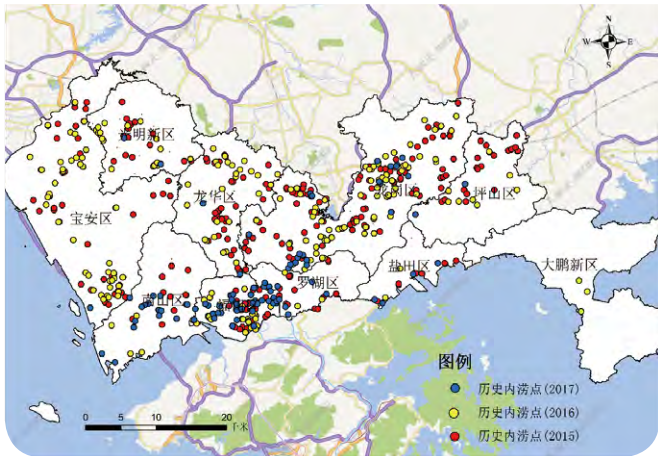 N
W E
S
光明新区
龙华区
龙岗区
坪山区
宝安区
大鹏新区
盐田区
罗湖区
南山区
图例
历史内涝点(2017)
历史内涝点(2016)
历史内涝点(2015)
0 5 10 20
千米